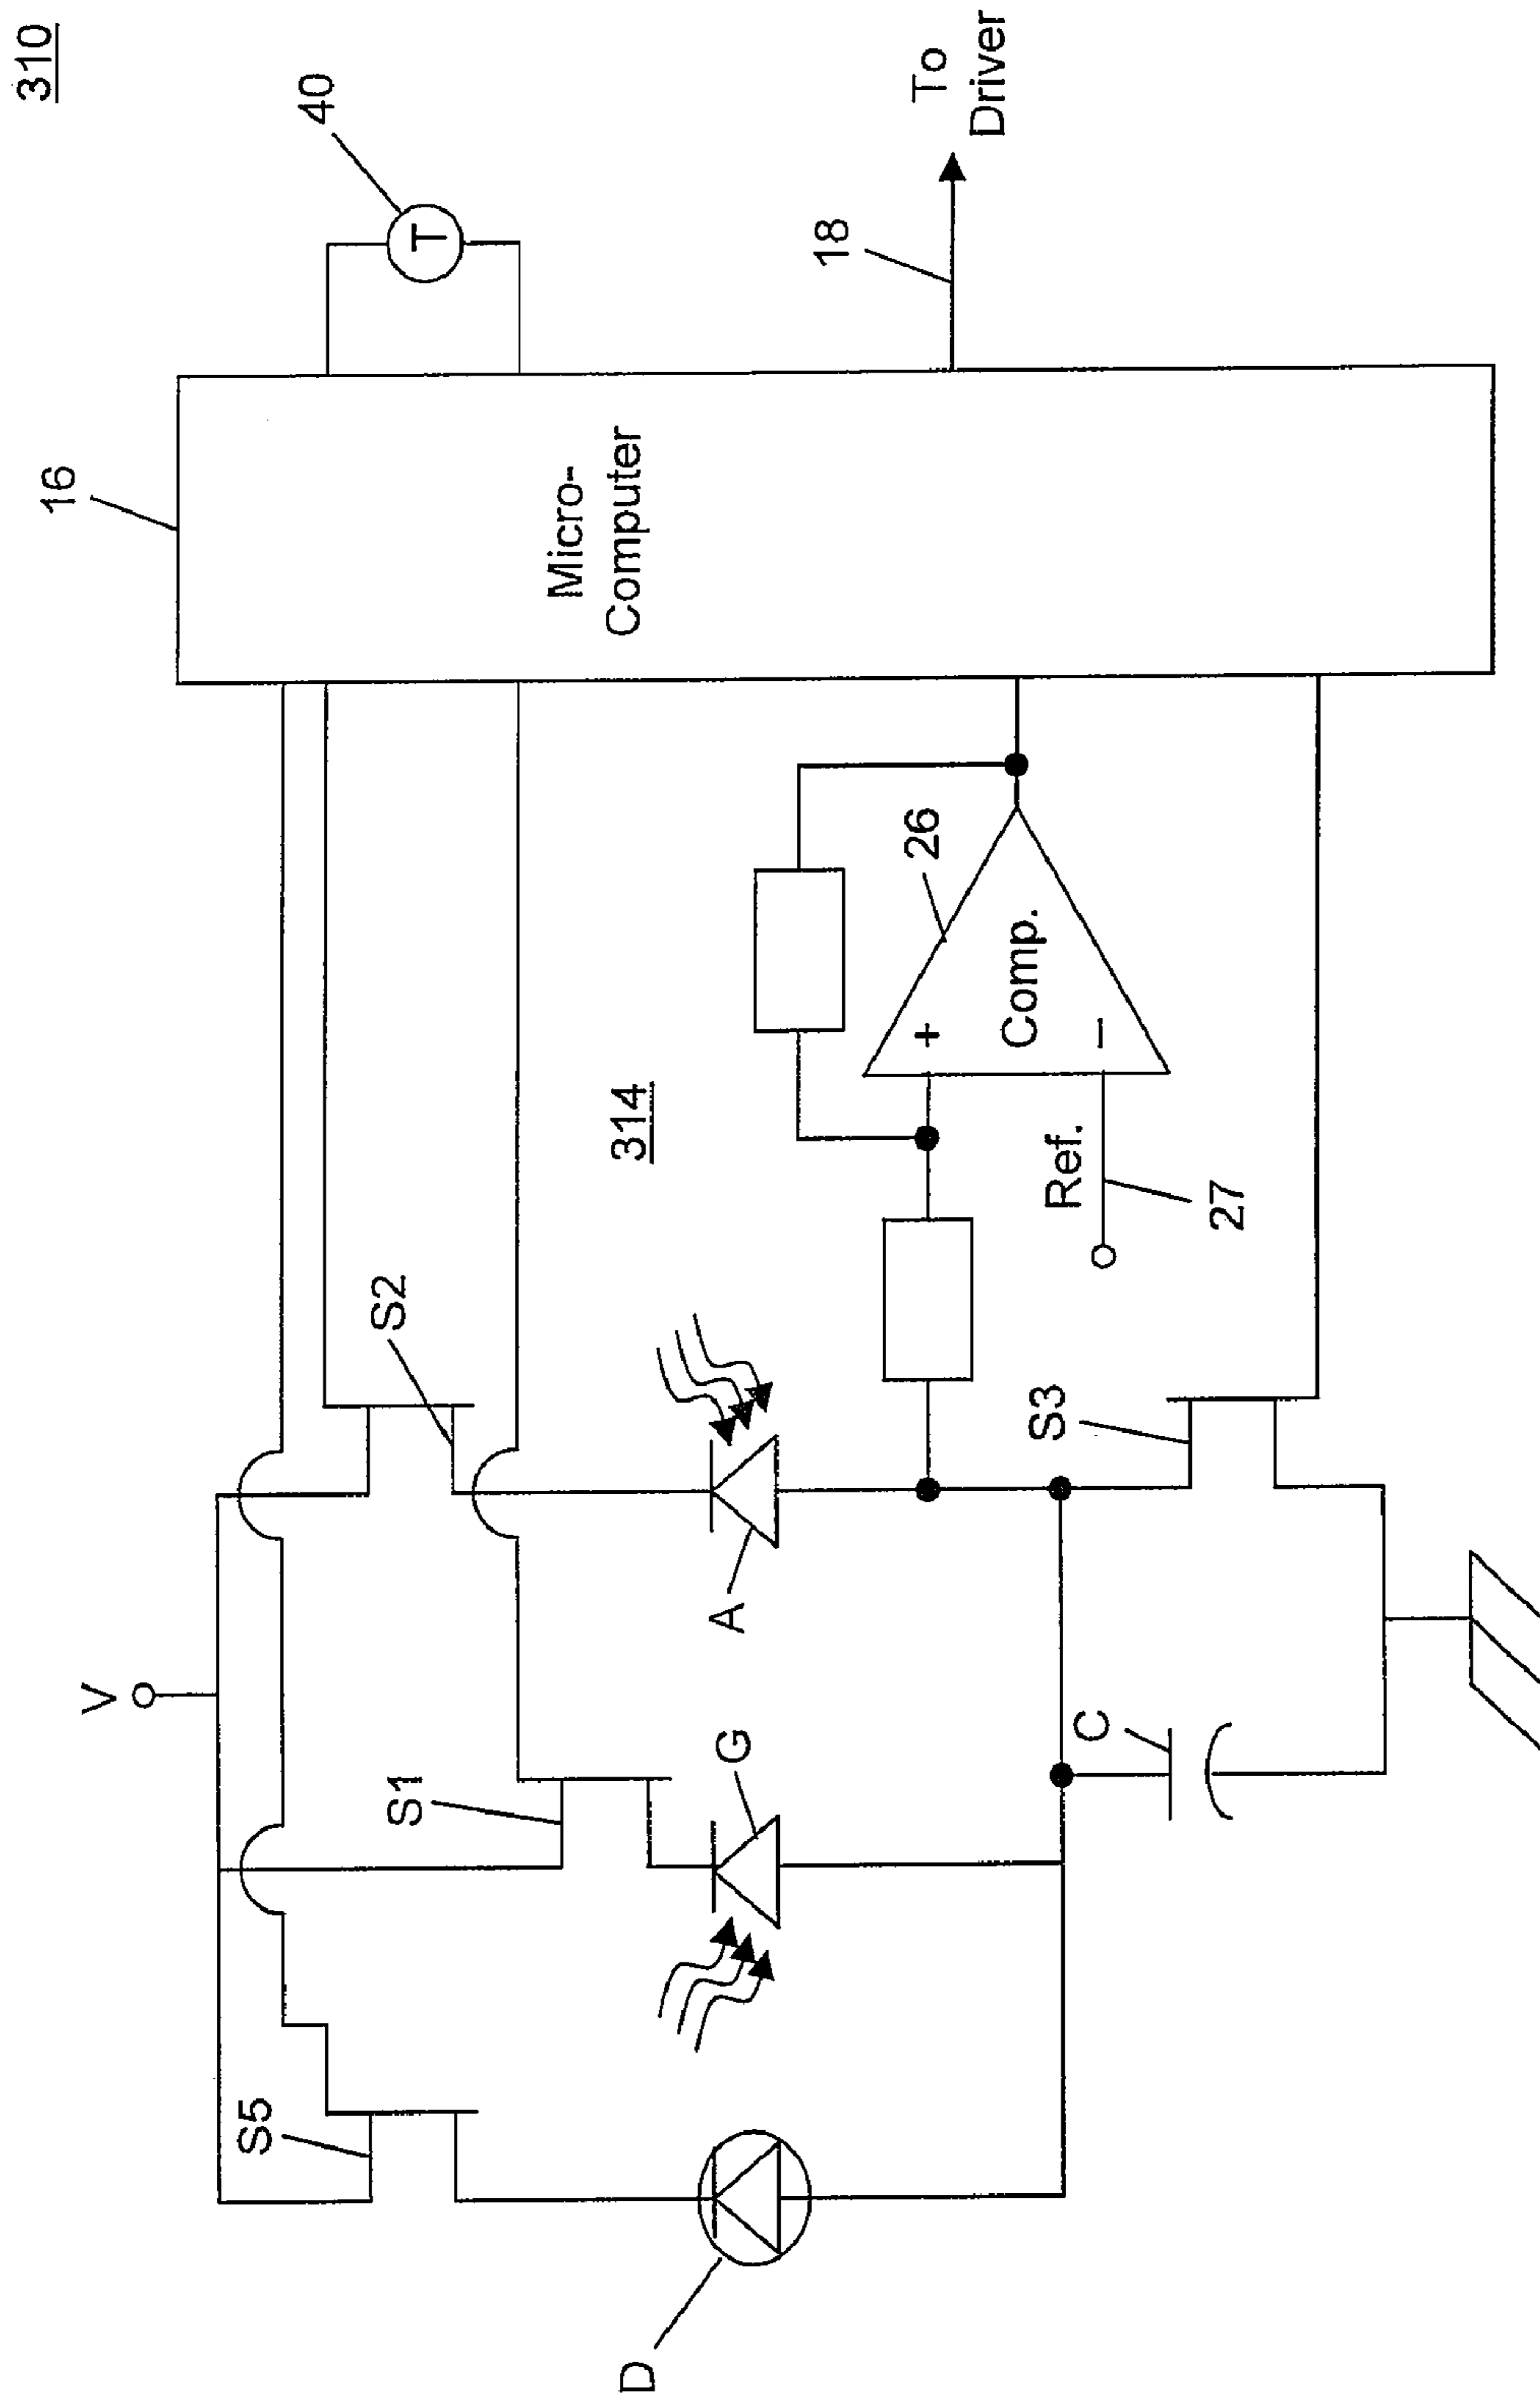 310
16
40
T
Micro-
Computer
18
To
Driver
V
S5
S1
S2
314
26
+
Comp.
−
Ref.
27
D
G
A
C
S3